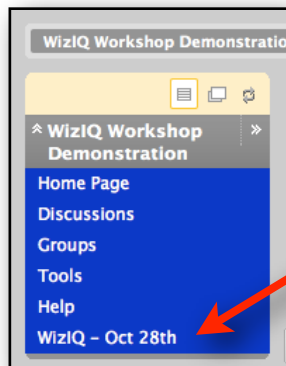 WizIQ Workshop Demonstratio
WizIQ Workshop
Demonstration
Home Page
Discussions
Groups
Tools
Help
WizIQ – Oct 28th